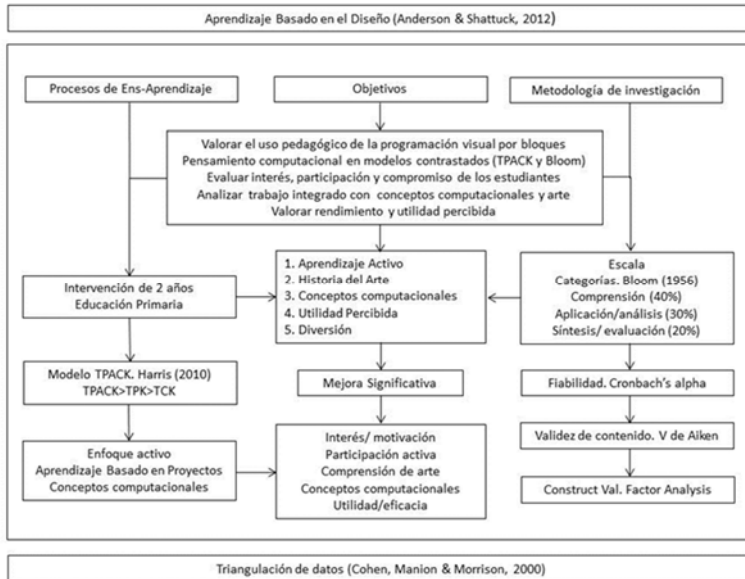 Aprendizaje Basado en el Diseño (Anderson & Shattuck, 2012)
Procesos de Ens-Aprendizaje
Objetivos
Metodología de investigación
Valorar el uso pedagógico de la programación visual por bloques
Pensamiento computacional en modelos contrastados (TPACK y Bloom)
Evaluar interés, participación y compromiso de los estudiantes
Analizar trabajo integrado con conceptos computacionales y arte
Valorar rendimiento y utilidad percibida
Intervención de 2 años
Educación Primaria
1. Aprendizaje Activo
2. Historia del Arte
3. Conceptos computacionales
4. Utilidad Percibida
5. Diversión
Escala
Categorías. Bloom (1956)
Comprensión (40%)
Aplicación/análisis (30%)
Síntesis/ evaluación (20%)
Modelo TPACK. Harris (2010)
TPACK>TPK>TCK
Mejora Significativa
Fiabilidad. Cronbach's alpha
Enfoque activo
Aprendizaje Basado en Proyectos
Conceptos computacionales
Interés/ motivación
Participación activa
Comprensión de arte
Conceptos computacionales
Utilidad/eficacia
Validez de contenido. V de Aiken
Construct Val. Factor Analysis
Triangulación de datos (Cohen, Manion & Morrison, 2000)